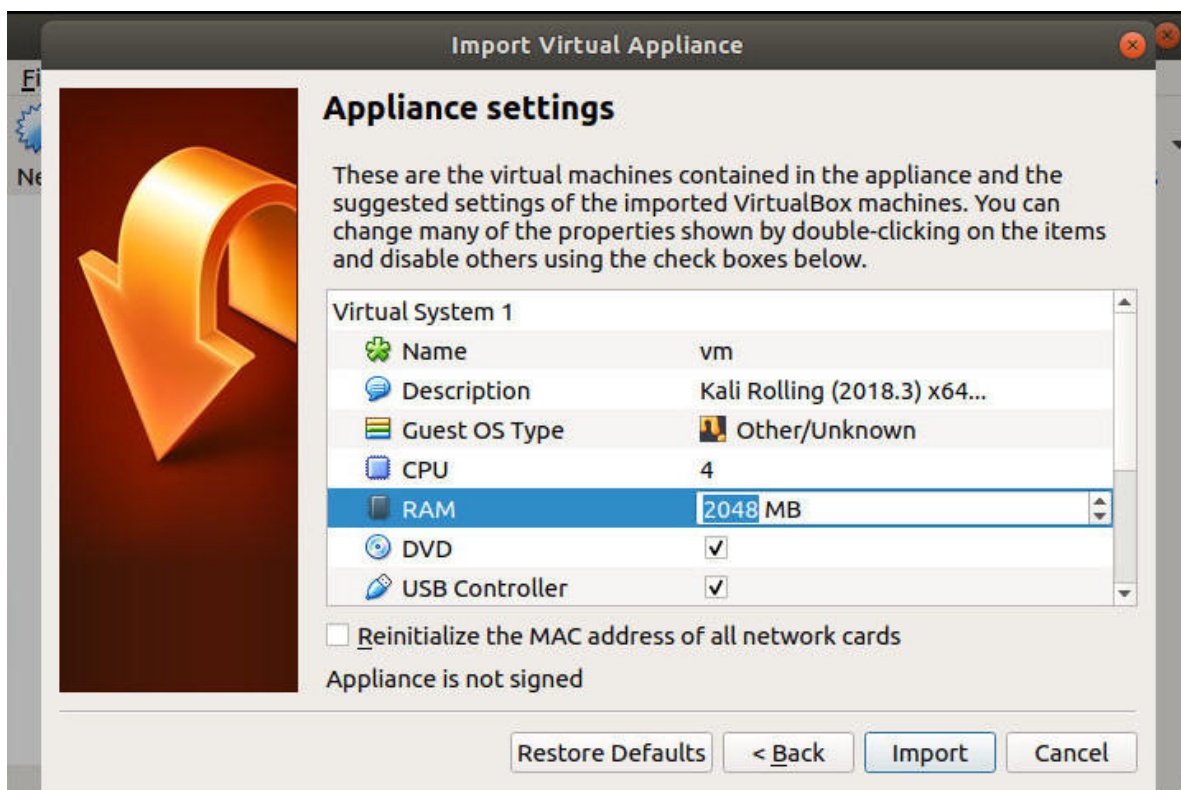 Import Virtual Appliance
Fi
Ne
Appliance settings
These are the virtual machines contained in the appliance and the
suggested settings of the imported VirtualBox machines. You can
change many of the properties shown by double-clicking on the items
and disable others using the check boxes below.
Virtual System 1
Name vm
Description Kali Rolling (2018.3) x64...
Guest OS Type Other/Unknown
CPU 4
RAM 2048 MB
DVD
USB Controller
Reinitialize the MAC address of all network cards
Appliance is not signed
Restore Defaults < Back Import Cancel